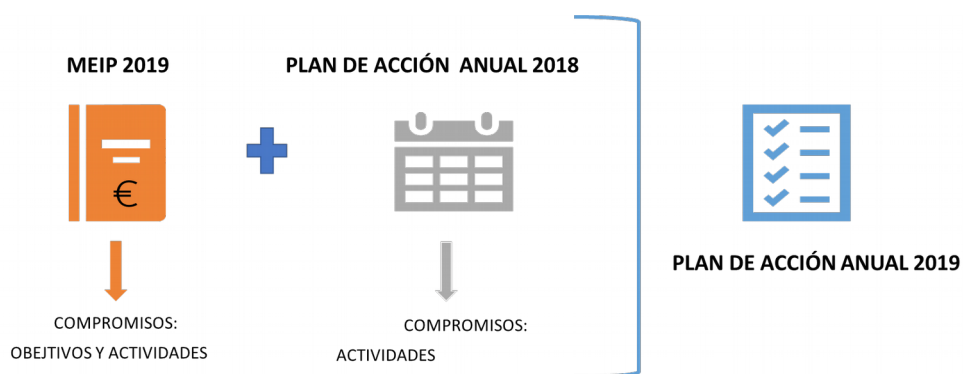 MEIP 2019
PLAN DE ACCIÓN ANUAL 2018
€
COMPROMISOS:
OBEJTIVOS Y ACTIVIDADES
COMPROMISOS:
ACTIVIDADES
PLAN DE ACCIÓN ANUAL 2019